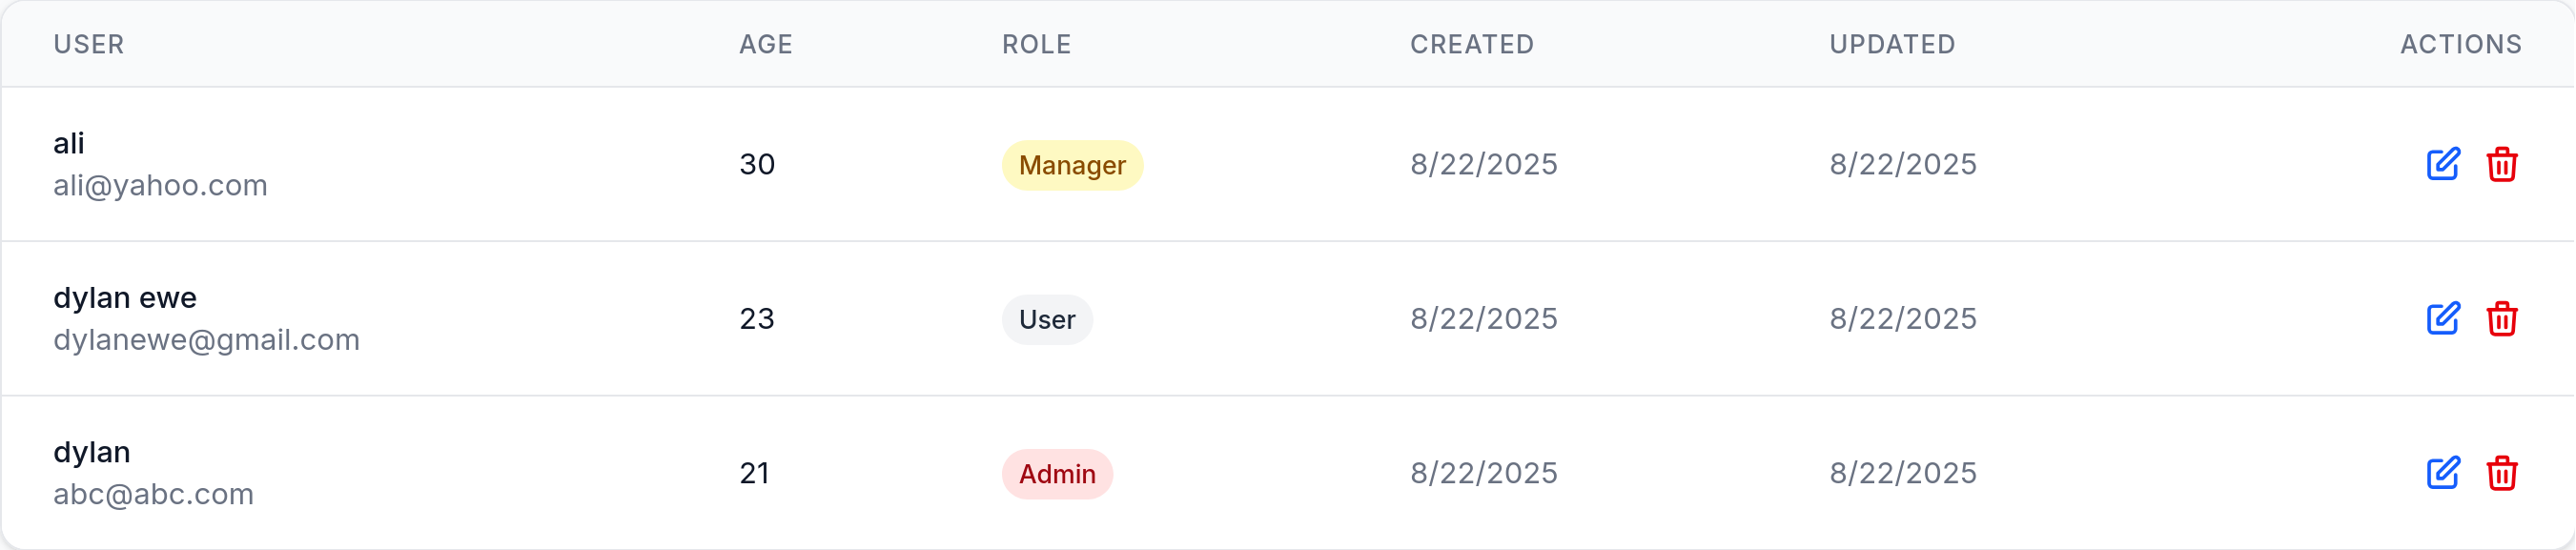 USER AGE ROLE CREATED UPDATED ACTIONS
ali
ali@yahoo.com
30 Manager 8/22/2025 8/22/2025
dylan ewe
dylanewe@gmail.com
23 User 8/22/2025 8/22/2025
dylan
abc@abc.com
21 Admin 8/22/2025 8/22/2025